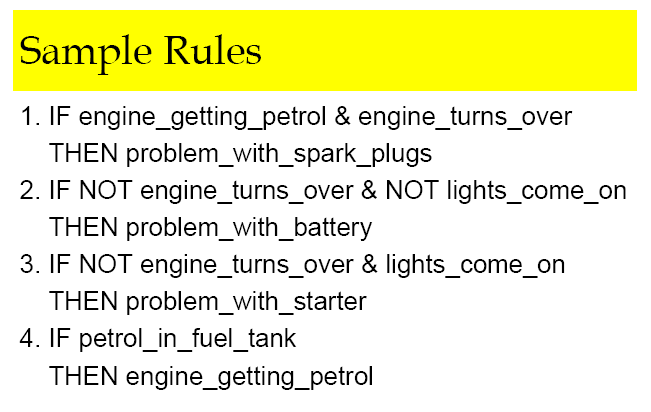 Sample Rules
1. IF engine_getting_petrol & engine_turns_over
THEN problem_with_spark_plugs
2. IF NOT engine_turns_over & NOT lights_come_on
THEN problem_with_battery
3. IF NOT engine_turns_over & lights_come_on
THEN problem_with_starter
4. IF petrol_in_fuel_tank
THEN engine_getting_petrol